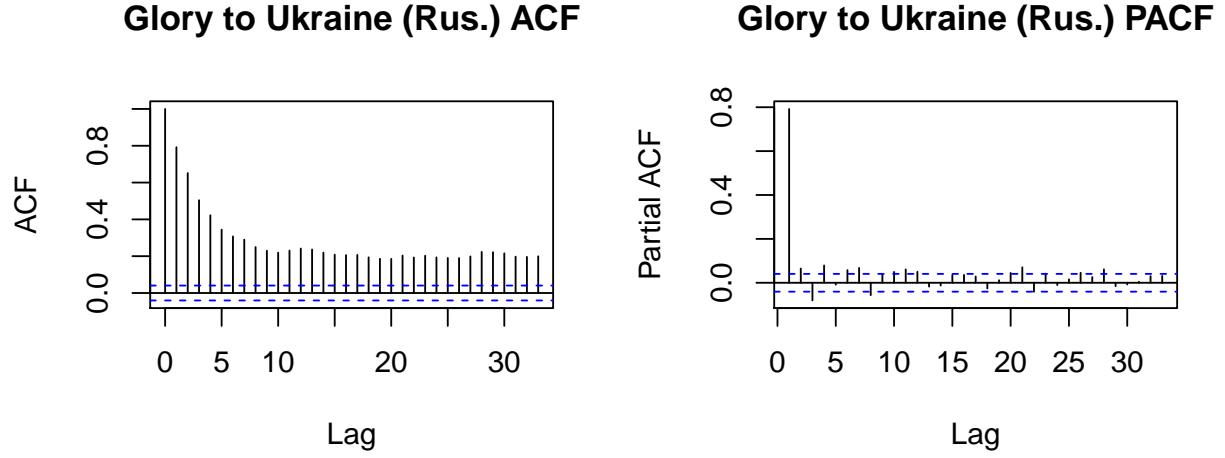 Glory to Ukraine (Rus.) ACF
ACF
0.0 0.4 0.8
0 5 10 20 30
Lag
Glory to Ukraine (Rus.) PACF
Partial ACF
0.0 0.4 0.8
0 5 10 15 20 25 30
Lag